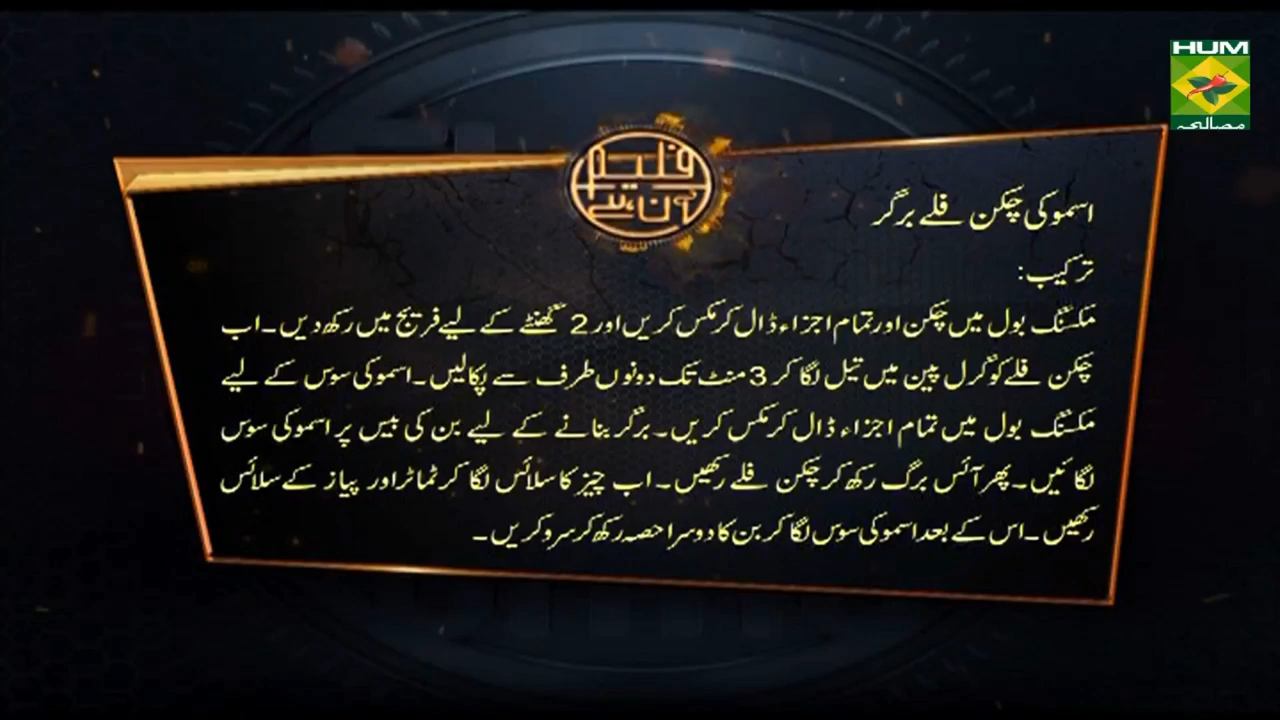 HUM
مصالحہ
فلیم
آن ہے
اسموکی چکن فلے برگر
ترکیب:
مکسنگ بول میں چکن اور تمام اجزاء ڈال کر مکس کریں اور 2 گھنٹے کے لیے فریج میں رکھ دیں۔ اب
چکن فلے کو گرل پین میں تیل لگا کر 3 منٹ تک دونوں طرف سے پکالیں۔ اسموکی سوس کے لیے
مکسنگ بول میں تمام اجزاء ڈال کر مکس کریں۔ برگر بنانے کے لیے بن کی بیس پر اسموکی سوس
لگائیں۔ پھر آئس برگ رکھ کر چکن فلے رکھیں۔ اب چیز کا سلائس لگا کر ٹماٹر اور پیاز کے سلائس
رکھیں۔ اس کے بعد اسموکی سوس لگا کر بن کا دوسرا حصہ رکھ کر سرو کریں۔